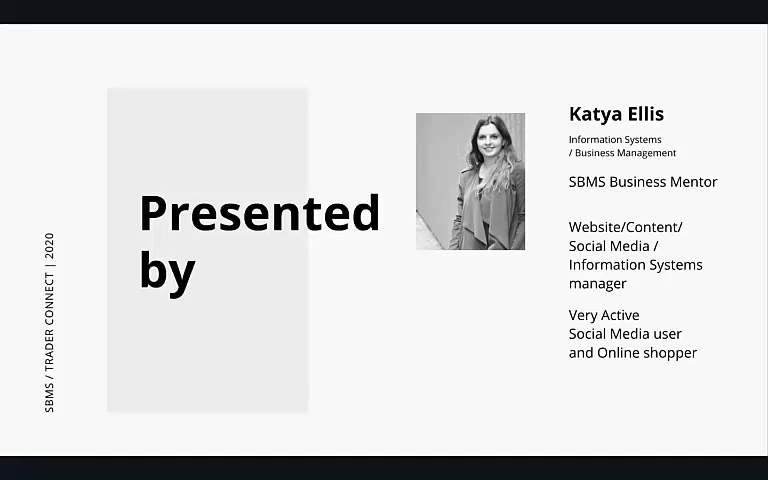 SBMS / TRADER CONNECT | 2020
Presented
by
Katya Ellis
Information Systems
/ Business Management
SBMS Business Mentor
Website/Content/
Social Media /
Information Systems
manager
Very Active
Social Media user
and Online shopper